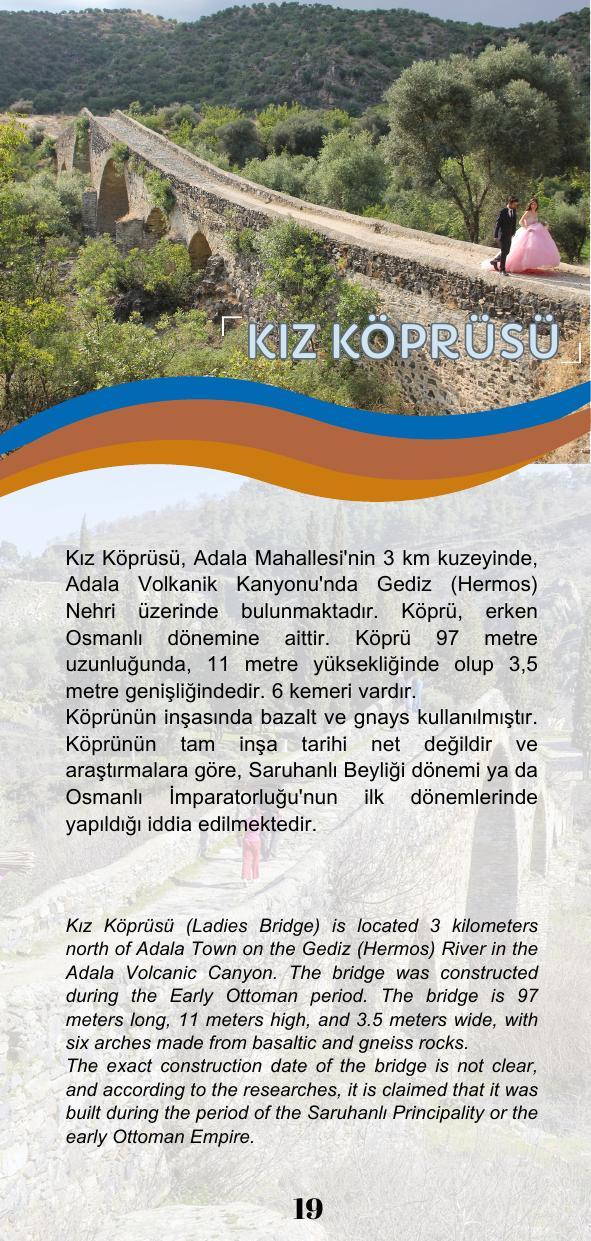 KIZ KÖPRÜSÜ
Kız Köprüsü, Adala Mahallesi'nin 3 km kuzeyinde,
Adala Volkanik Kanyonu'nda Gediz (Hermos)
Nehri üzerinde bulunmaktadır. Köprü, erken
Osmanlı dönemine aittir. Köprü 97 metre
uzunluğunda, 11 metre yüksekliğinde olup 3,5
metre genişliğindedir. 6 kemeri vardır.
Köprünün inşasında bazalt ve gnays kullanılmıştır.
Köprünün tam inşa tarihi net değildir ve
araştırmalara göre, Saruhanlı Beyliği dönemi ya da
Osmanlı İmparatorluğu'nun ilk dönemlerinde
yapıldığı iddia edilmektedir.
Kız Köprüsü (Ladies Bridge) is located 3 kilometers
north of Adala Town on the Gediz (Hermos) River in the
Adala Volcanic Canyon. The bridge was constructed
during the Early Ottoman period. The bridge is 97
meters long, 11 meters high, and 3.5 meters wide, with
six arches made from basaltic and gneiss rocks.
The exact construction date of the bridge is not clear,
and according to the researches, it is claimed that it was
built during the period of the Saruhanlı Principality or the
early Ottoman Empire.
19